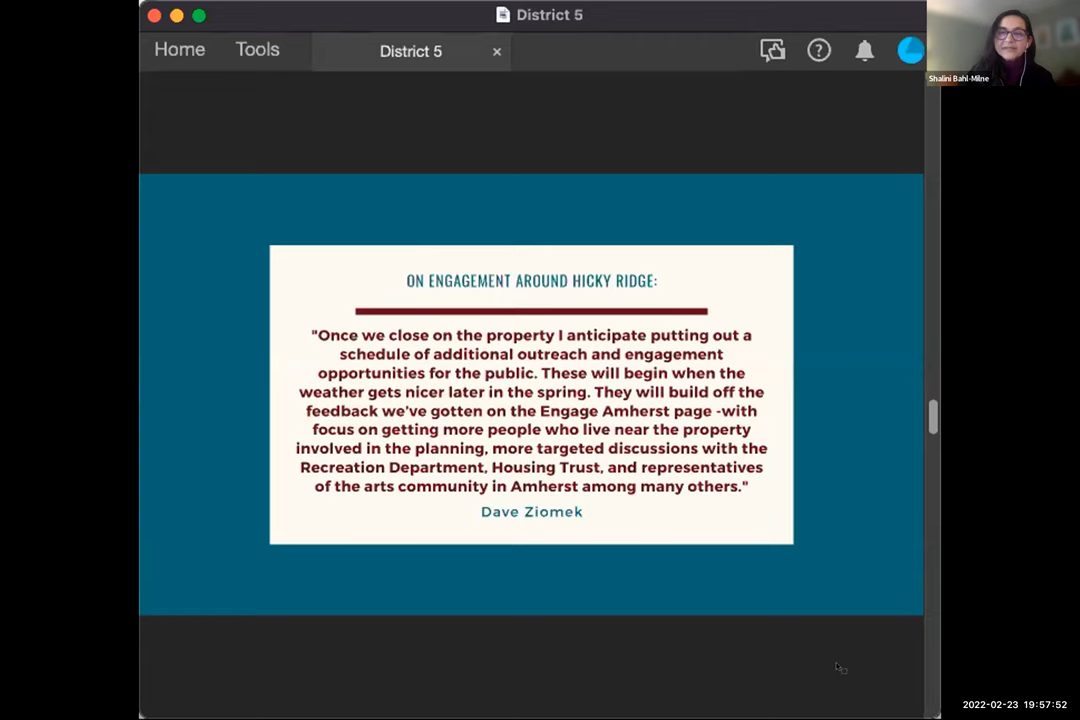 District 5
Home
Tools
District 5
×
Shalini Bahl-Milne
ON ENGAGEMENT AROUND HICKY RIDGE:
"Once we close on the property I anticipate putting out a
schedule of additional outreach and engagement
opportunities for the public. These will begin when the
weather gets nicer later in the spring. They will build off the
feedback we've gotten on the Engage Amherst page -with
focus on getting more people who live near the property
involved in the planning, more targeted discussions with the
Recreation Department, Housing Trust, and representatives
of the arts community in Amherst among many others."
Dave Ziomek
2022-02-23 19:57:52